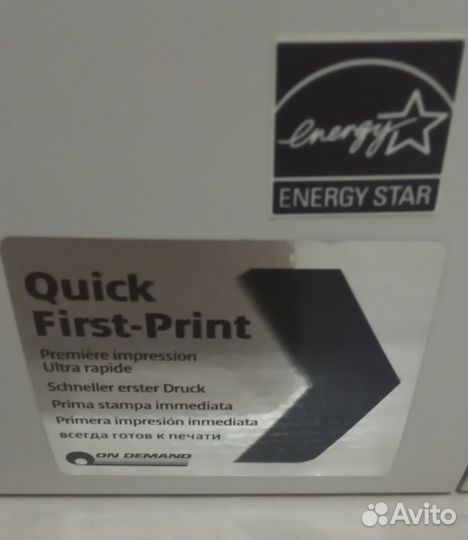 energy
ENERGY STAR
Quick
First-Print
Première impression
Ultra rapide
Schneller erster Druck
Prima stampa immediata
Primera impresión inmediata
всегда готов к печати
ON DEMAND
Avito